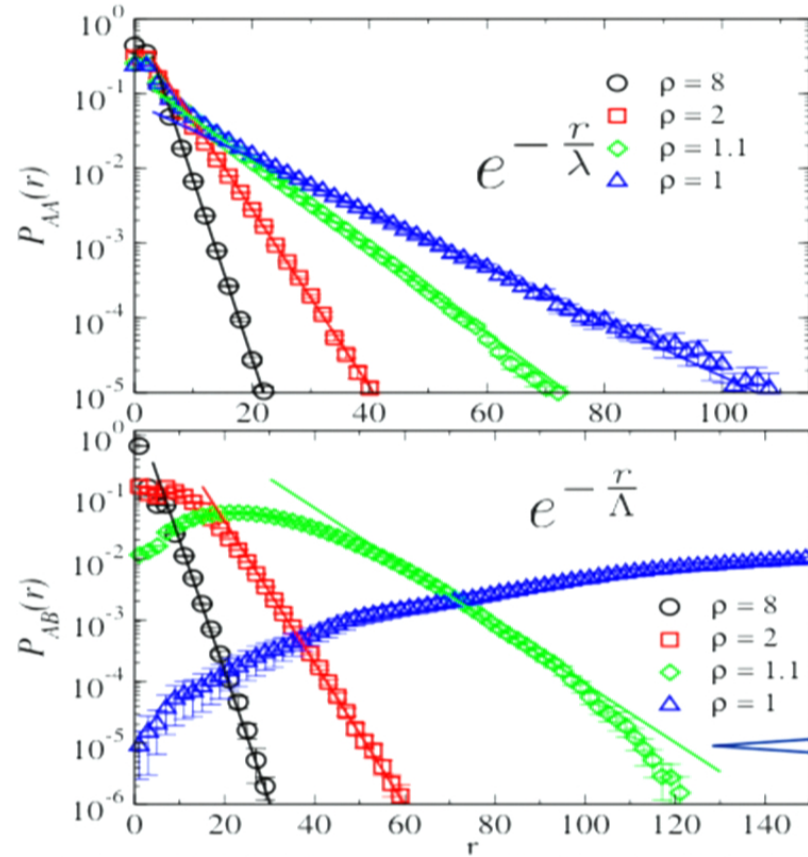 10^0
10^-1
10^-2
10^-3
10^-4
10^-5
P_AA(r)
0 20 40 60 80 100
ρ = 8
ρ = 2
ρ = 1.1
ρ = 1
e^{-r/λ}
10^0
10^-1
10^-2
10^-3
10^-4
10^-5
10^-6
P_AB(r)
0 20 40 60 80 100 120 140
r
e^{-r/Λ}
ρ = 8
ρ = 2
ρ = 1.1
ρ = 1